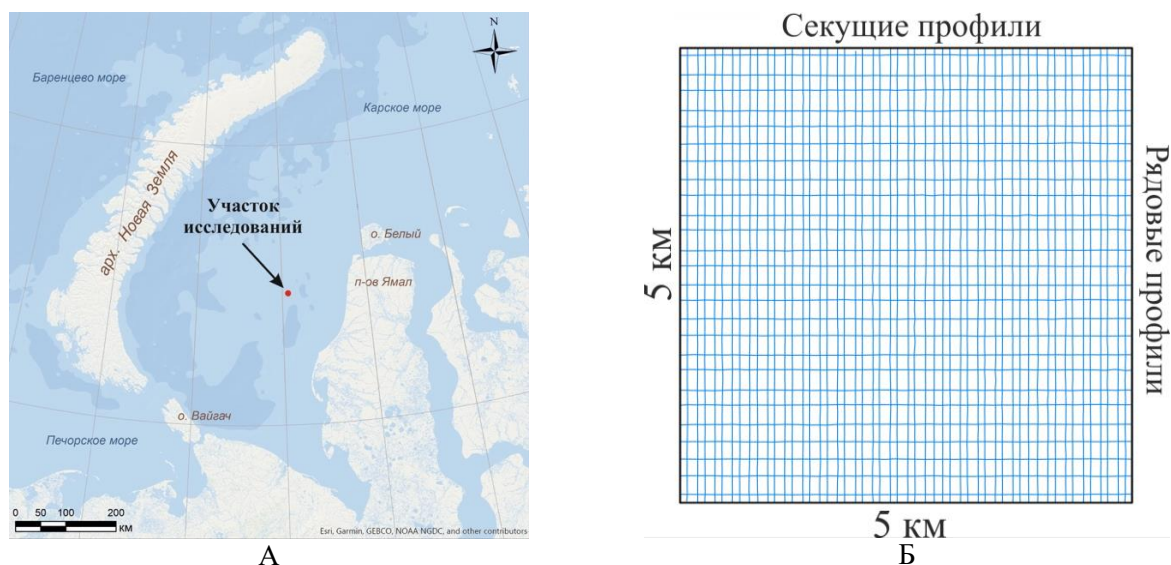 N
Баренцево море
Карское море
арх. Новая Земля
Участок
исследований
о. Белый
п-ов Ямал
о. Вайгач
Печорское море
0 50 100 200
КМ
Esri, Garmin, GEBCO, NOAA NGDC, and other contributors
А
Секущие профили
5 км
Рядовые профили
5 км
Б